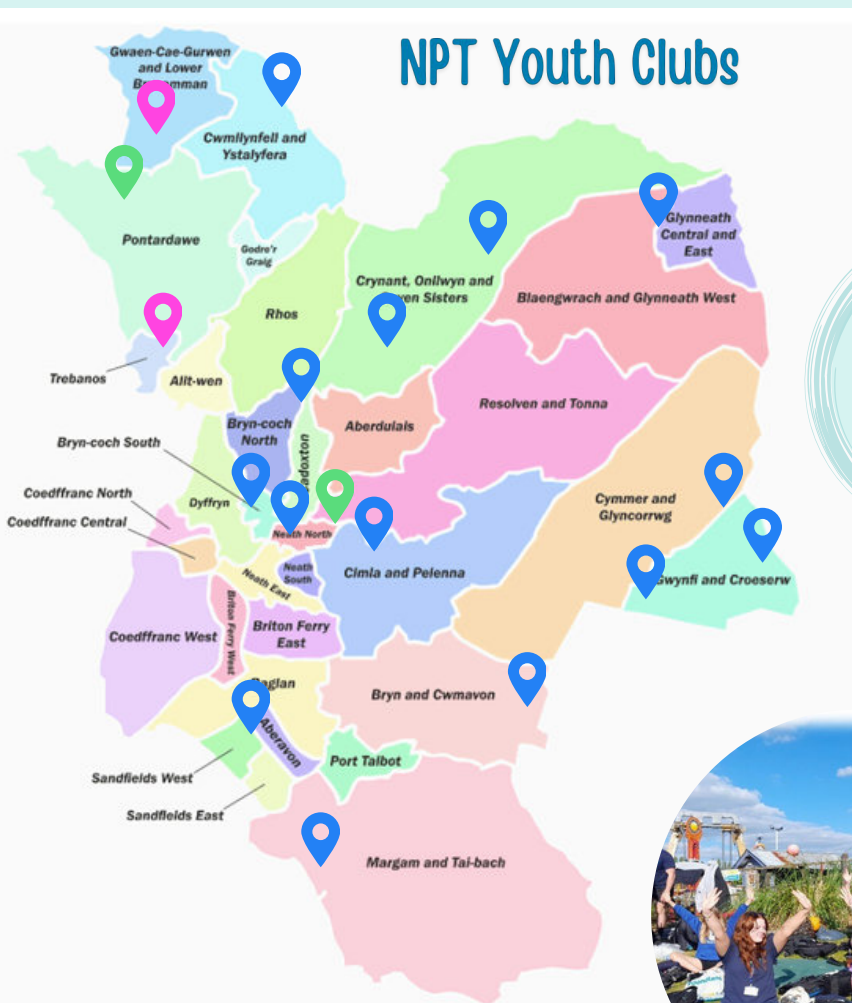 NPT Youth Clubs
Gwaen-Cae-Gurwen
and Lower
Cwmllynfell and
Ystalyfera
Pontardawe
Godre'r
Graig
Glynneath
Central and
East
Crynant, Onllwyn and
Sisters
Blaengwrach and Glynneath West
Rhos
Trebanos
Allt-wen
Resolven and Tonna
Aberdulais
Bryn-coch
North
Bryn-coch South
Coedffranc North
Dyffryn
Coedffranc Central
Cymmer and
Glyncorrwg
Neath North
Neath
South
Cimla and Pelenna
Neath East
Gwynfi and Croeserw
Coedffranc West
Briton Ferry West
Briton Ferry
East
Bryn and Cwmavon
Aberavon
Port Talbot
Sandfields West
Sandfields East
Margam and Tai-bach